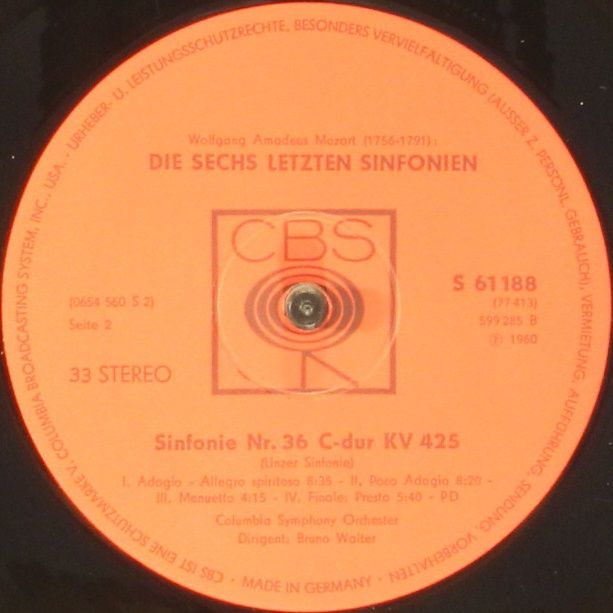 URHEBER- U. LEISTUNGSSCHUTZRECHTE, BESONDERS VERVIELFÄLTIGUNG (AUSSER Z. PERSÖNL. GEBRAUCH), VERMIETUNG, AUFFÜHRUNG, SENDUNG, VORBEHALTEN · MADE IN GERMANY · CBS IST EINE SCHUTZMARKE V. COLUMBIA BROADCASTING SYSTEM, INC., USA. -
Wolfgang Amadeus Mozart (1756-1791):
DIE SECHS LETZTEN SINFONIEN
CBS
S 61188
(77413)
599285 B
℗ 1960
(0654 560 S 2)
Seite 2
33 STEREO
Sinfonie Nr. 36 C-dur KV 425
(Linzer Sinfonie)
I. Adagio - Allegro spiritoso 8:35 - II. Poco Adagio 8:20 -
III. Menuetto 4:15 - IV. Finale: Presto 5:40 - PD
Columbia Symphony Orchester
Dirigent: Bruno Walter